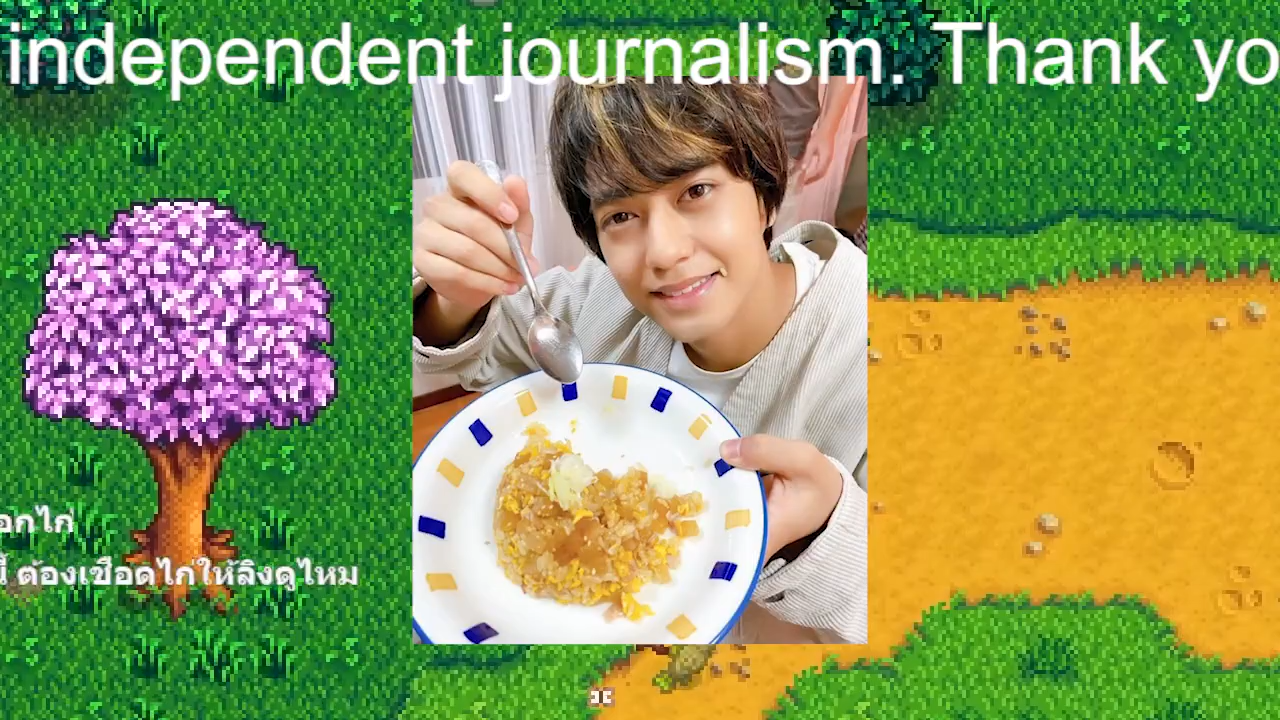 independent journalism. Thank yo
อกไก่
นี้ ต้องเชือดไก่ให้ลิงดูไหม